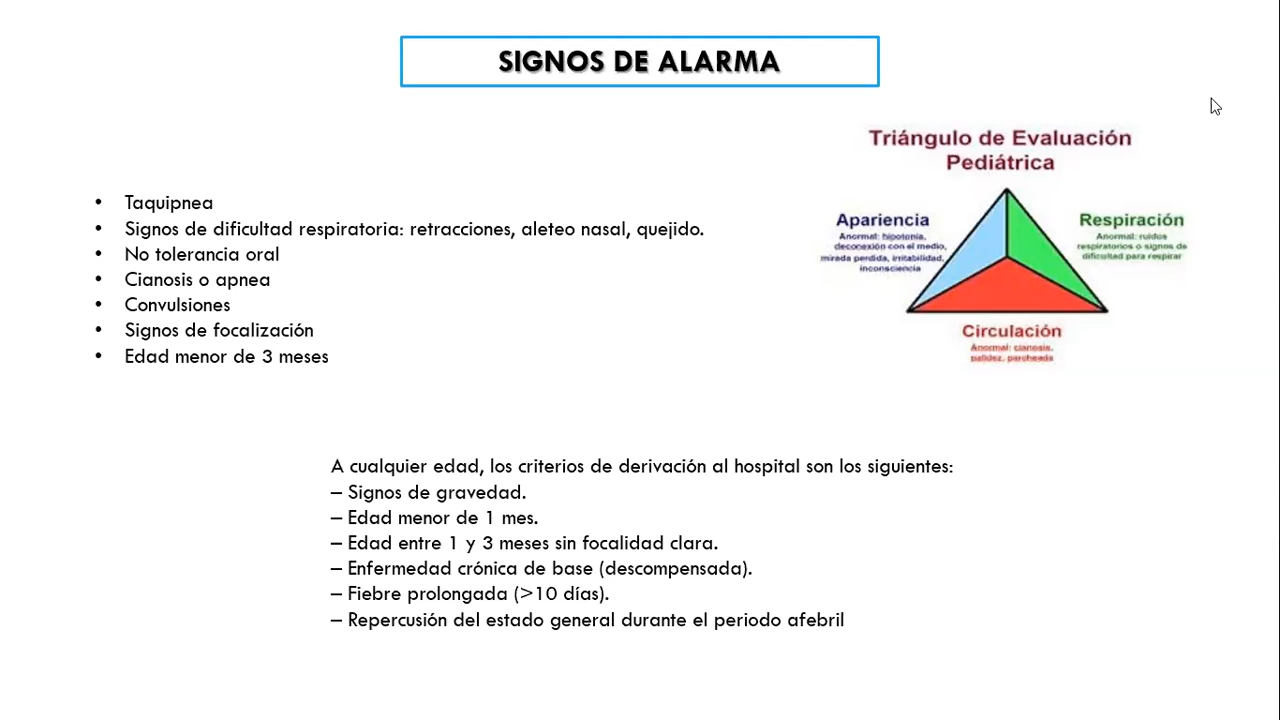 SIGNOS DE ALARMA
• Taquipnea
• Signos de dificultad respiratoria: retracciones, aleteo nasal, quejido.
• No tolerancia oral
• Cianosis o apnea
• Convulsiones
• Signos de focalización
• Edad menor de 3 meses
Triángulo de Evaluación
Pediátrica
Apariencia
Anormal: hipotonia,
deconexión con el medio,
mirada perdida, irritabilidad,
inconsciencia
Respiración
Anormal: ruidos
respiratorios o signos de
dificultad para respirar
Circulación
Anormal: cianosis,
palidez, parcheada
A cualquier edad, los criterios de derivación al hospital son los siguientes:
– Signos de gravedad.
– Edad menor de 1 mes.
– Edad entre 1 y 3 meses sin focalidad clara.
– Enfermedad crónica de base (descompensada).
– Fiebre prolongada (>10 días).
– Repercusión del estado general durante el periodo afebril